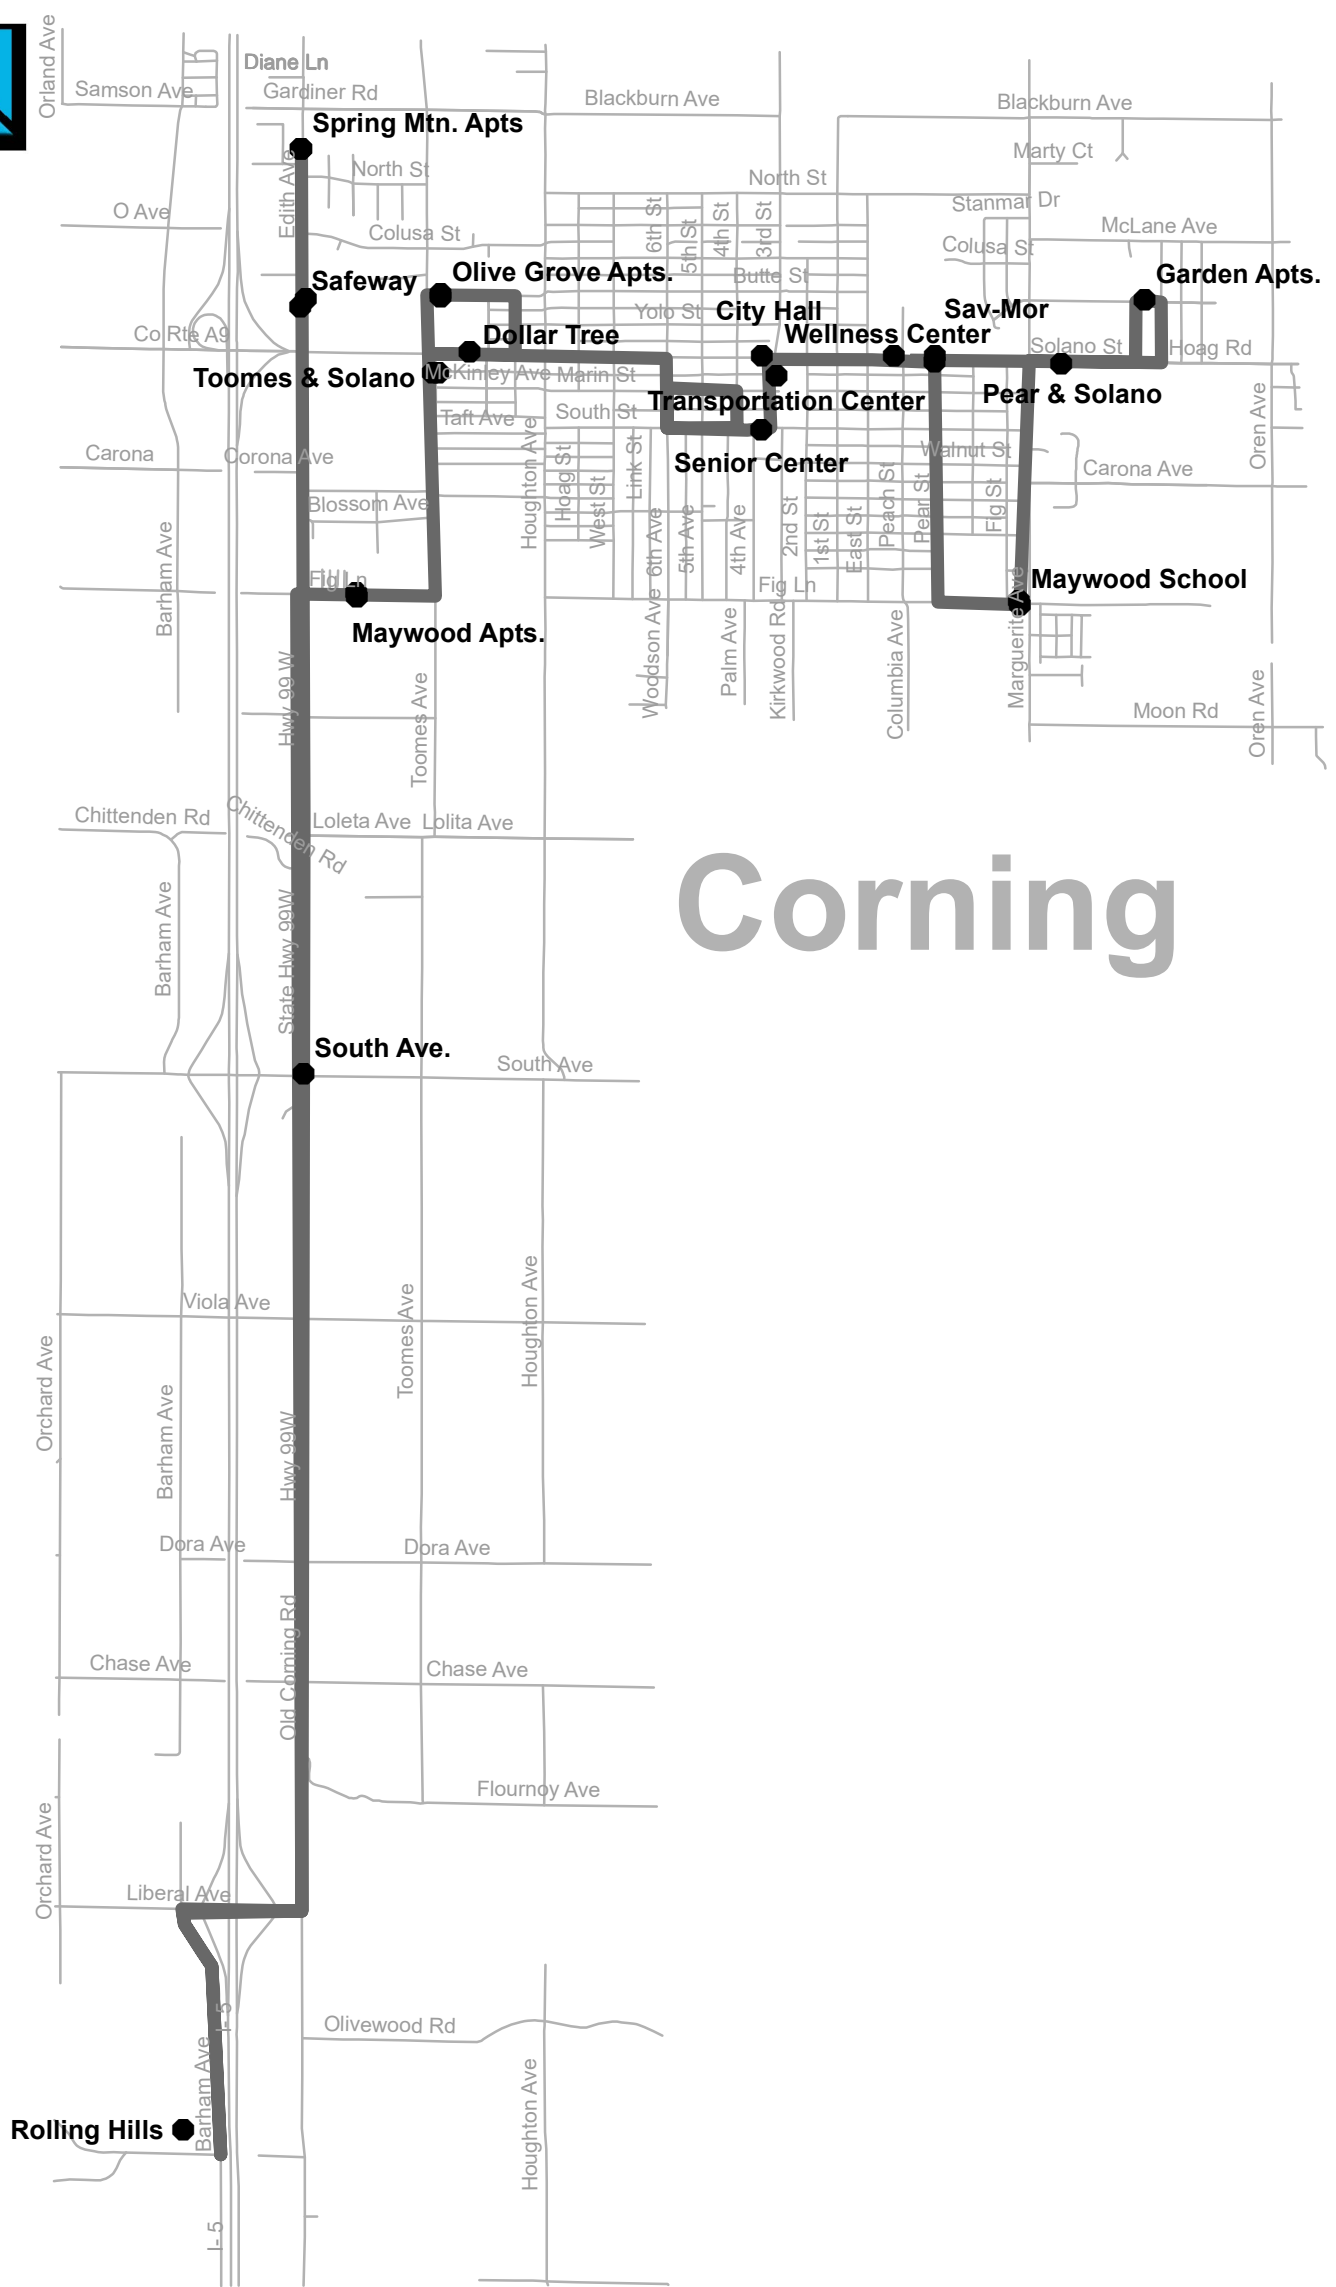 Orland Ave
Diane Ln
Samson Ave
Gardiner Rd
Blackburn Ave
Blackburn Ave
Spring Mtn. Apts
Marty Ct
North St
North St
Edith Ave
O Ave
Colusa St
6th St
5th St
4th St
3rd St
Stanmar Dr
McLane Ave
Colusa St
Safeway
Olive Grove Apts.
Butte St
Garden Apts.
Yolo St
City Hall
Sav-Mor
Co Rte A9
Dollar Tree
Wellness Center
Solano St
Hoag Rd
Toomes & Solano
McKinley Ave
Marin St
Transportation Center
Pear & Solano
Taft Ave
South St
Oren Ave
Carona
Corona Ave
Senior Center
Walnut St
Carona Ave
Blossom Ave
Houghton Ave
Hoag St
West St
Link St
6th Ave
5th Ave
4th Ave
2nd St
1st St
East St
Peach St
Pear St
Fig St
Barham Ave
Fig Ln
Fig Ln
Maywood School
Maywood Apts.
Hwy 99 W
Toomes Ave
Woodson Ave
Palm Ave
Kirkwood Rd
Columbia Ave
Marguerite Ave
Moon Rd
Oren Ave
Chittenden Rd
Chittenden Rd
Loleta Ave
Lolita Ave
Corning
Barham Ave
State Hwy 99W
South Ave.
South Ave
Viola Ave
Orchard Ave
Barham Ave
Hwy 99W
Toomes Ave
Houghton Ave
Dora Ave
Dora Ave
Old Corning Rd
Chase Ave
Chase Ave
Flournoy Ave
Orchard Ave
Liberal Ave
I- 5
Olivewood Rd
Barham Ave
Rolling Hills
Houghton Ave
I- 5